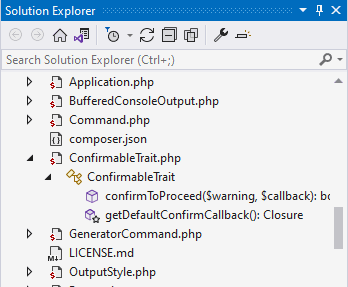 Solution Explorer
Search Solution Explorer (Ctrl+;)
Application.php
BufferedConsoleOutput.php
Command.php
composer.json
ConfirmableTrait.php
ConfirmableTrait
confirmToProceed($warning, $callback): bo
getDefaultConfirmCallback(): Closure
GeneratorCommand.php
LICENSE.md
OutputStyle.php